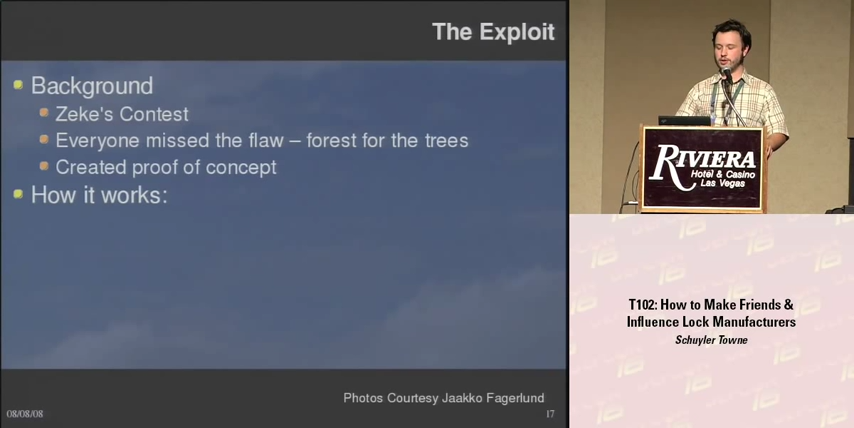 The Exploit
Background
Zeke's Contest
Everyone missed the flaw – forest for the trees
Created proof of concept
How it works:
Photos Courtesy Jaakko Fagerlund
08/08/08
17
RIVIERA
Hotel & Casino
Las Vegas
T102: How to Make Friends &
Influence Lock Manufacturers
Schuyler Towne